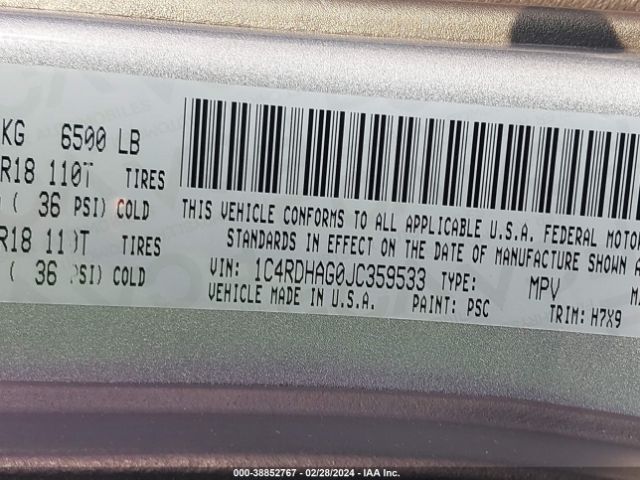 KG 6500 LB
R18 110T TIRES
( 36 PSI) COLD
R18 110T TIRES
( 36 PSI) COLD
THIS VEHICLE CONFORMS TO ALL APPLICABLE U.S.A. FEDERAL MOTOR
STANDARDS IN EFFECT ON THE DATE OF MANUFACTURE SHOWN A
VIN: 1C4RDHAG0JC359533 TYPE: MPV
VEHICLE MADE IN U.S.A. PAINT: PSC TRIM: H7X9
000-38852767 - 02/28/2024 - IAA Inc.